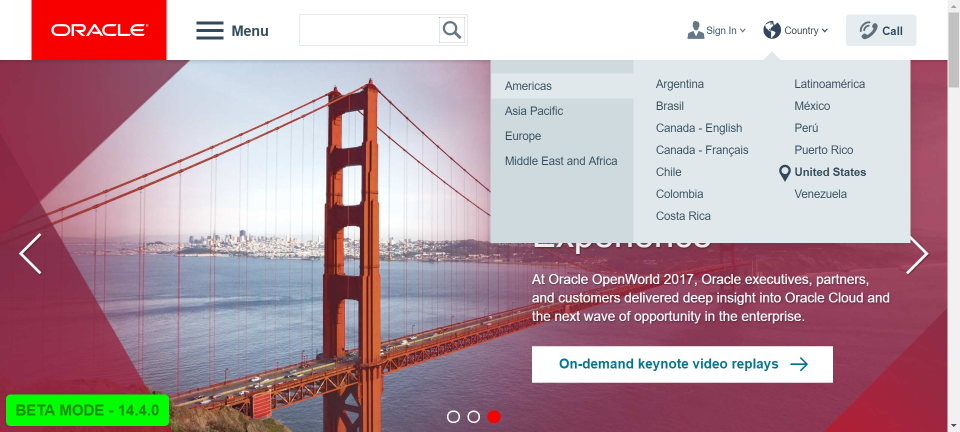 ORACLE
Menu
Sign In
Country
Call
Americas
Asia Pacific
Europe
Middle East and Africa
Argentina
Brasil
Canada - English
Canada - Français
Chile
Colombia
Costa Rica
Latinoamérica
México
Perú
Puerto Rico
United States
Venezuela
Experience
At Oracle OpenWorld 2017, Oracle executives, partners,
and customers delivered deep insight into Oracle Cloud and
the next wave of opportunity in the enterprise.
On-demand keynote video replays
BETA MODE - 14.4.0